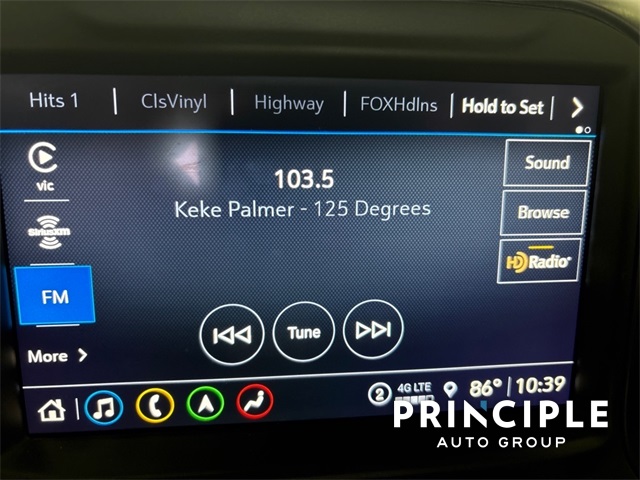 Hits 1 | ClsVinyl | Highway | FOXHdlns | Hold to Set | >
vic
103.5
Sound
Keke Palmer - 125 Degrees
Browse
SiriusXM
HD Radio
FM
Tune
More >
2 4G LTE 86° | 10:39
PRINCIPLE
AUTO GROUP